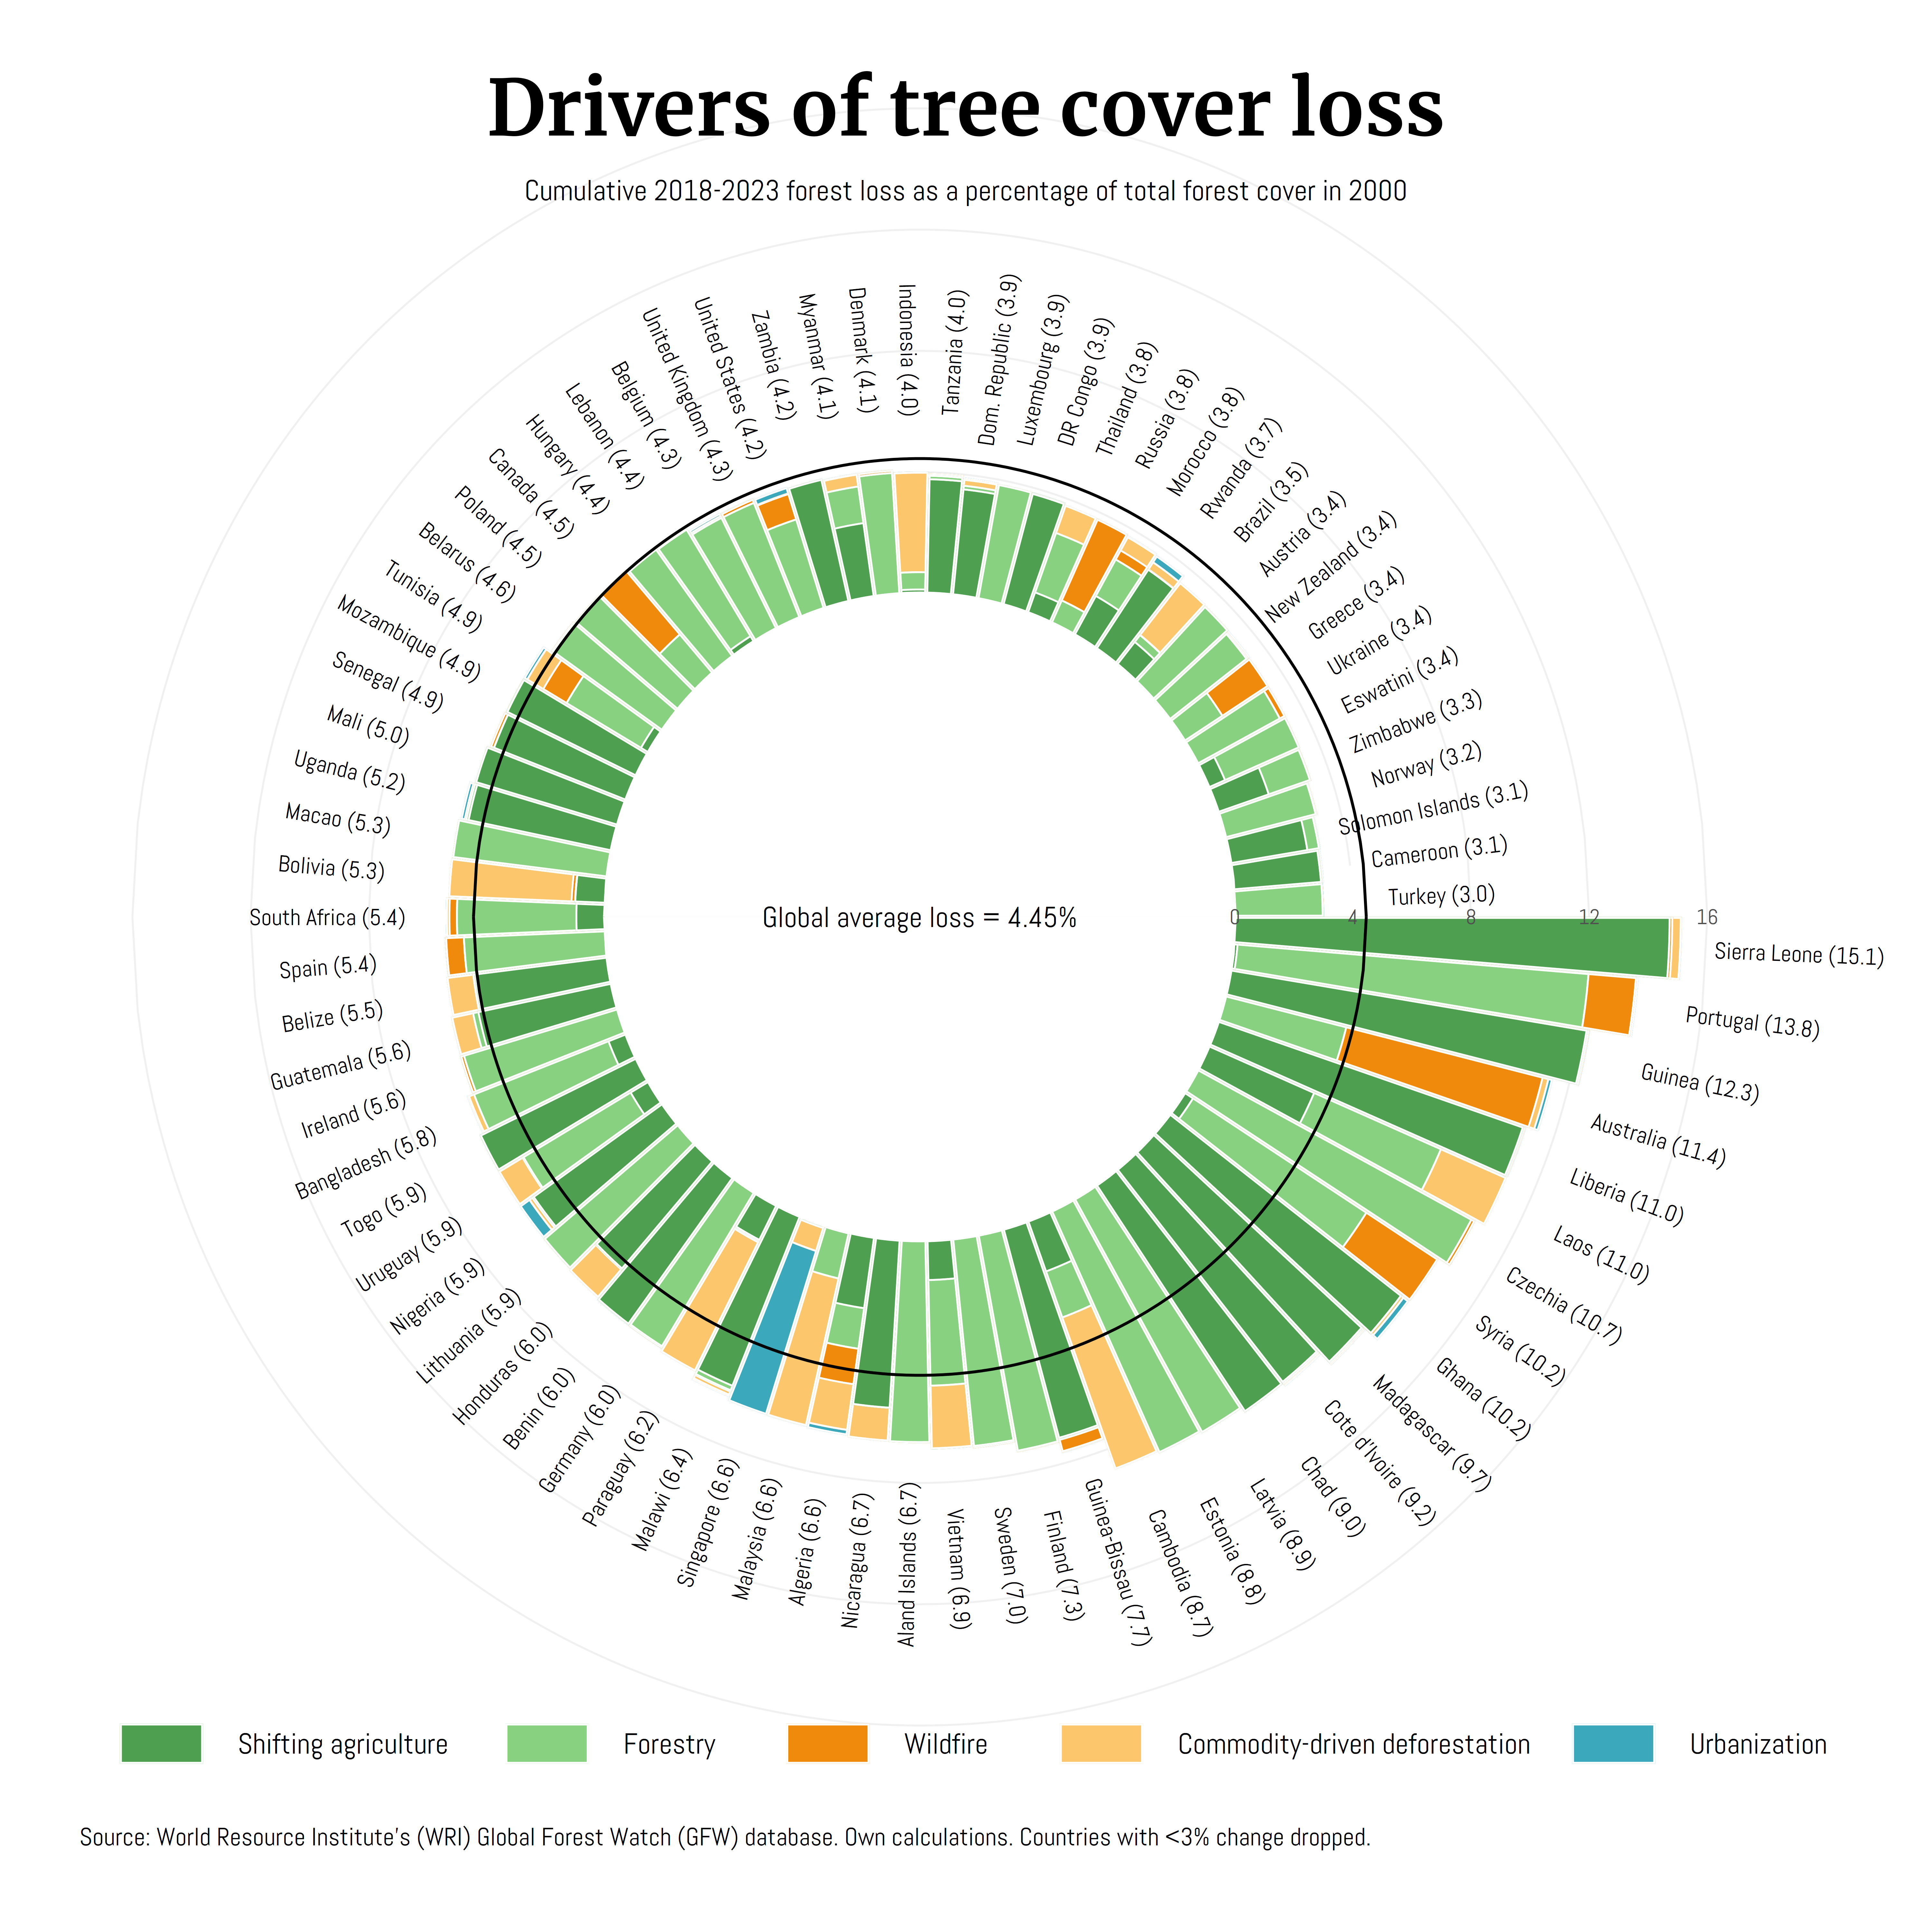 Drivers of tree cover loss
Cumulative 2018-2023 forest loss as a percentage of total forest cover in 2000
Global average loss = 4.45%
0
4
8
12
16
Sierra Leone (15.1)
Portugal (13.8)
Guinea (12.3)
Australia (11.4)
Liberia (11.0)
Laos (11.0)
Czechia (10.7)
Syria (10.2)
Ghana (10.2)
Madagascar (9.7)
Cote d'Ivoire (9.2)
Chad (9.0)
Latvia (8.9)
Estonia (8.8)
Cambodia (8.7)
Guinea-Bissau (7.7)
Finland (7.3)
Sweden (7.0)
Vietnam (6.9)
Aland Islands (6.7)
Nicaragua (6.7)
Algeria (6.6)
Malaysia (6.6)
Singapore (6.6)
Malawi (6.4)
Paraguay (6.2)
Germany (6.0)
Benin (6.0)
Honduras (6.0)
Lithuania (5.9)
Nigeria (5.9)
Uruguay (5.9)
Togo (5.9)
Bangladesh (5.8)
Ireland (5.6)
Guatemala (5.6)
Belize (5.5)
Spain (5.4)
South Africa (5.4)
Bolivia (5.3)
Macao (5.3)
Uganda (5.2)
Mali (5.0)
Senegal (4.9)
Mozambique (4.9)
Tunisia (4.9)
Belarus (4.6)
Poland (4.5)
Canada (4.5)
Hungary (4.4)
Lebanon (4.4)
Belgium (4.3)
United Kingdom (4.3)
United States (4.2)
Zambia (4.2)
Myanmar (4.1)
Denmark (4.1)
Indonesia (4.0)
Tanzania (4.0)
Dom. Republic (3.9)
Luxembourg (3.9)
DR Congo (3.9)
Thailand (3.8)
Russia (3.8)
Morocco (3.8)
Rwanda (3.7)
Brazil (3.5)
Austria (3.4)
New Zealand (3.4)
Greece (3.4)
Ukraine (3.4)
Eswatini (3.4)
Zimbabwe (3.3)
Norway (3.2)
Solomon Islands (3.1)
Cameroon (3.1)
Turkey (3.0)
Shifting agriculture
Forestry
Wildfire
Commodity-driven deforestation
Urbanization
Source: World Resource Institute's (WRI) Global Forest Watch (GFW) database. Own calculations. Countries with <3% change dropped.